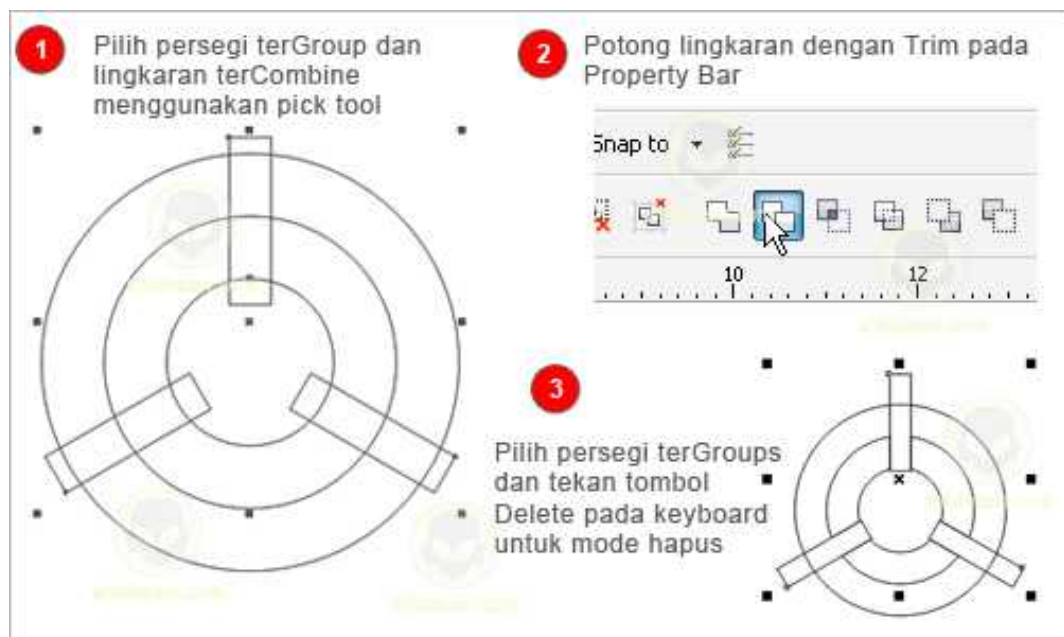 1
Pilih persegi terGroup dan
lingkaran terCombine
menggunakan pick tool
2
Potong lingkaran dengan Trim pada
Property Bar
Snap to
10 12
3
Pilih persegi terGroups
dan tekan tombol
Delete pada keyboard
untuk mode hapus